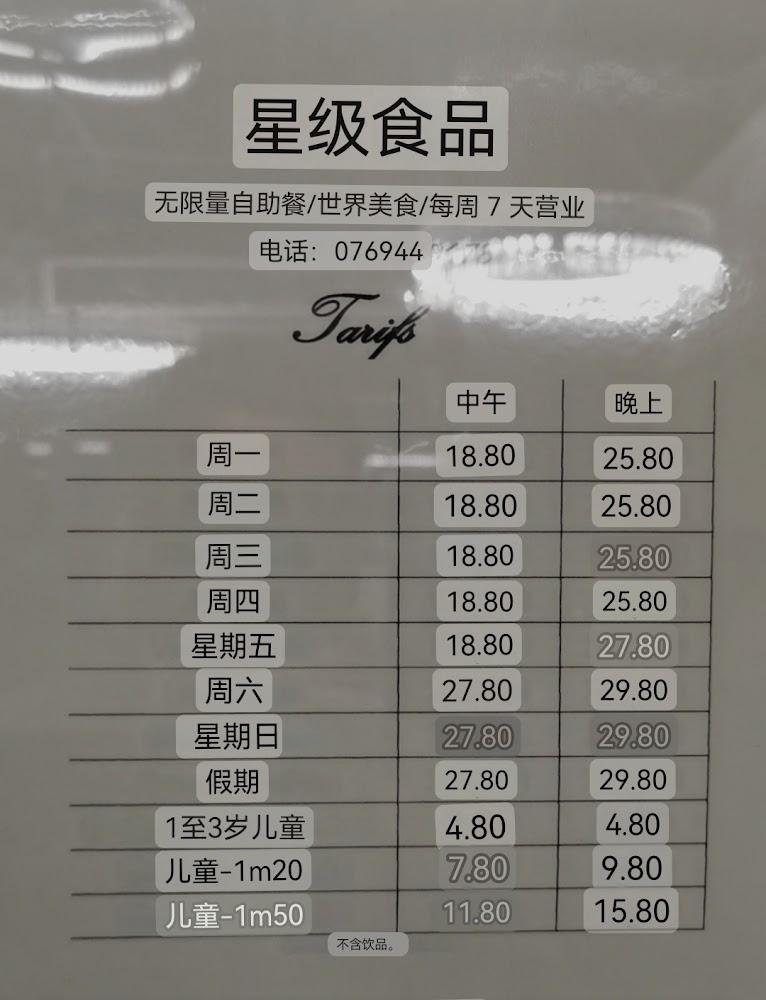 星级食品
无限量自助餐/世界美食/每周 7 天营业
电话：076944
Tarifs
中午 晚上
周一 18.80 25.80
周二 18.80 25.80
周三 18.80 25.80
周四 18.80 25.80
星期五 18.80 27.80
周六 27.80 29.80
星期日 27.80 29.80
假期 27.80 29.80
1至3岁儿童 4.80 4.80
儿童-1m20 7.80 9.80
儿童-1m50 11.80 15.80
不含饮品。